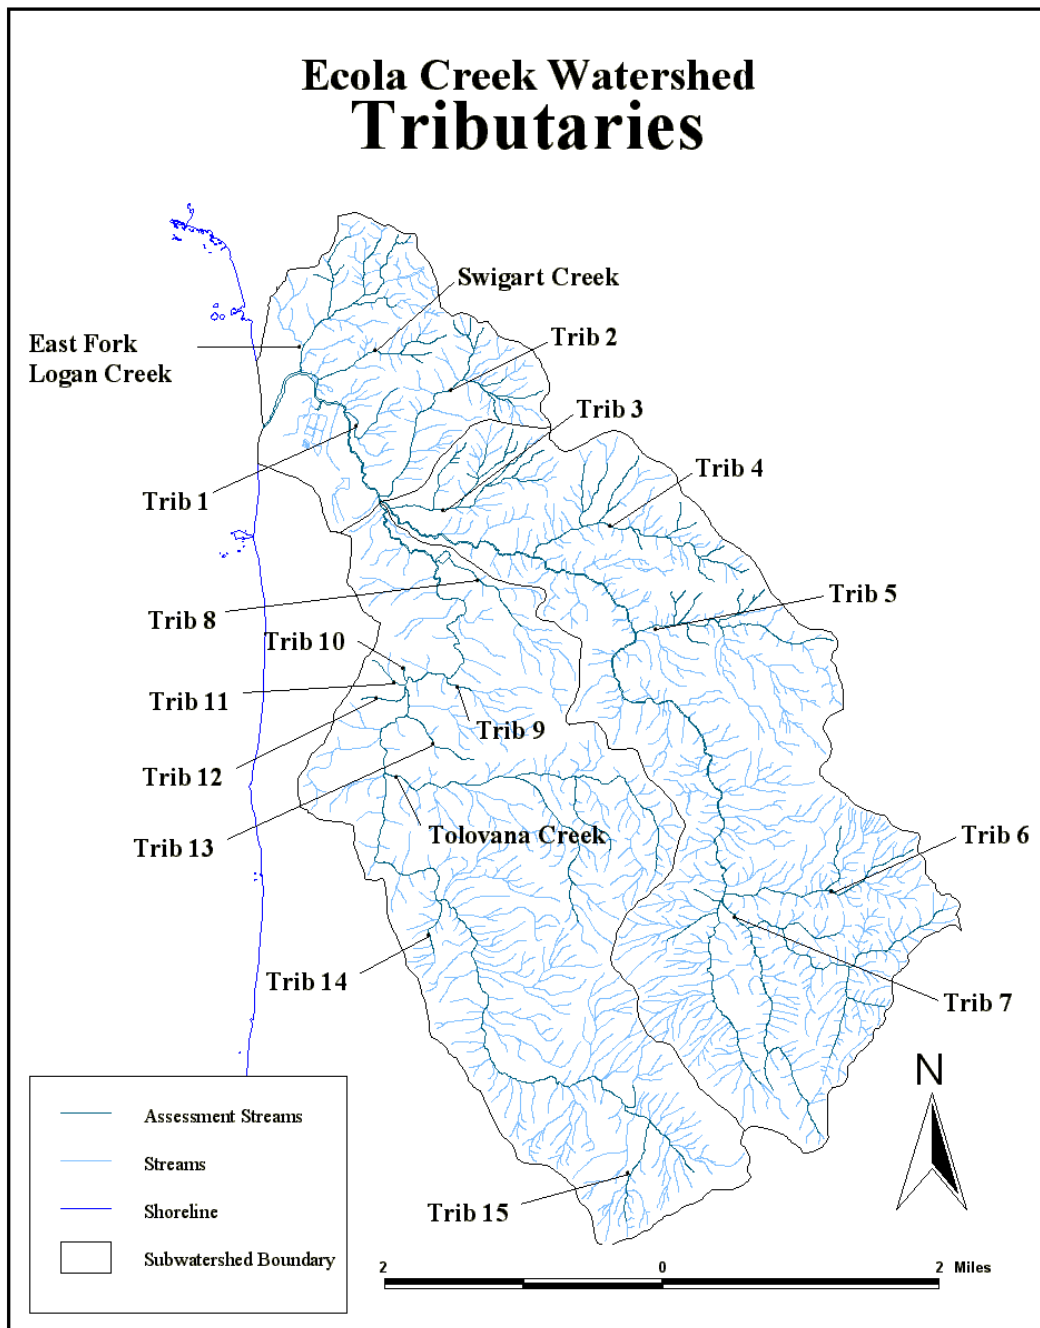 Ecola Creek Watershed
Tributaries
Swigart Creek
East Fork
Logan Creek
Trib 2
Trib 3
Trib 4
Trib 1
Trib 5
Trib 8
Trib 10
Trib 11
Trib 9
Trib 12
Tolovana Creek
Trib 13
Trib 6
Trib 14
Trib 7
N
Assessment Streams
Streams
Shoreline
Subwatershed Boundary
Trib 15
2 0 2 Miles